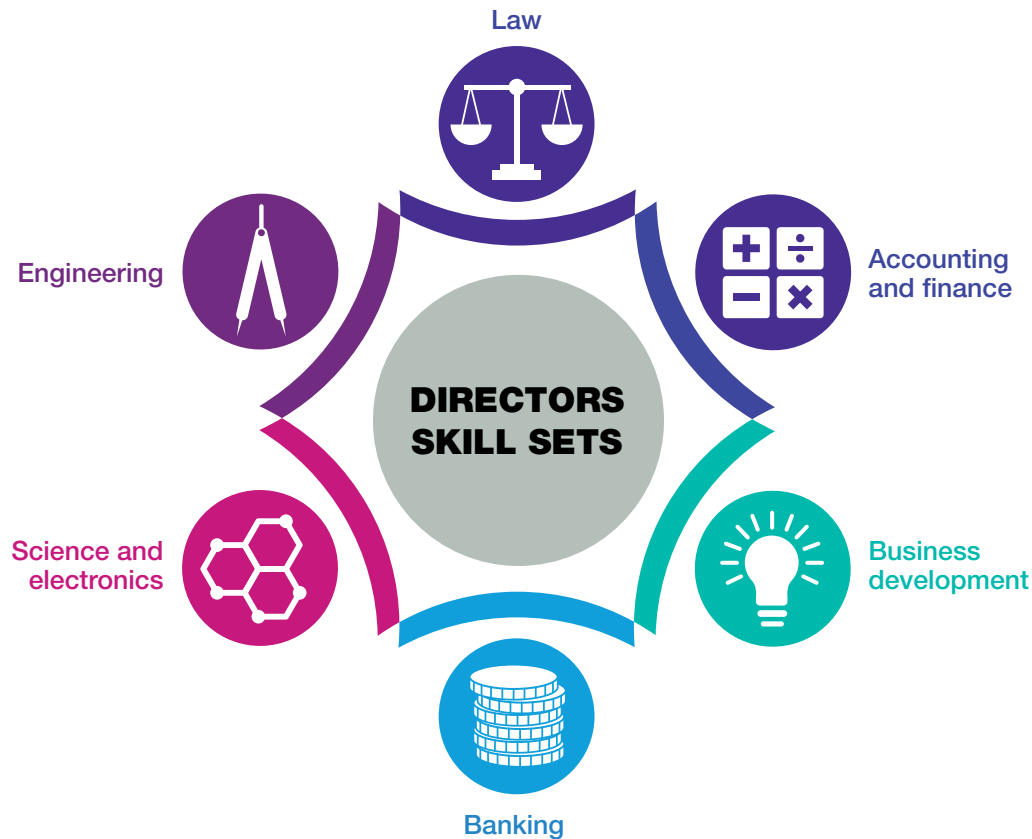 Law
Engineering
Accounting
and finance
DIRECTORS
SKILL SETS
Science and
electronics
Business
development
Banking